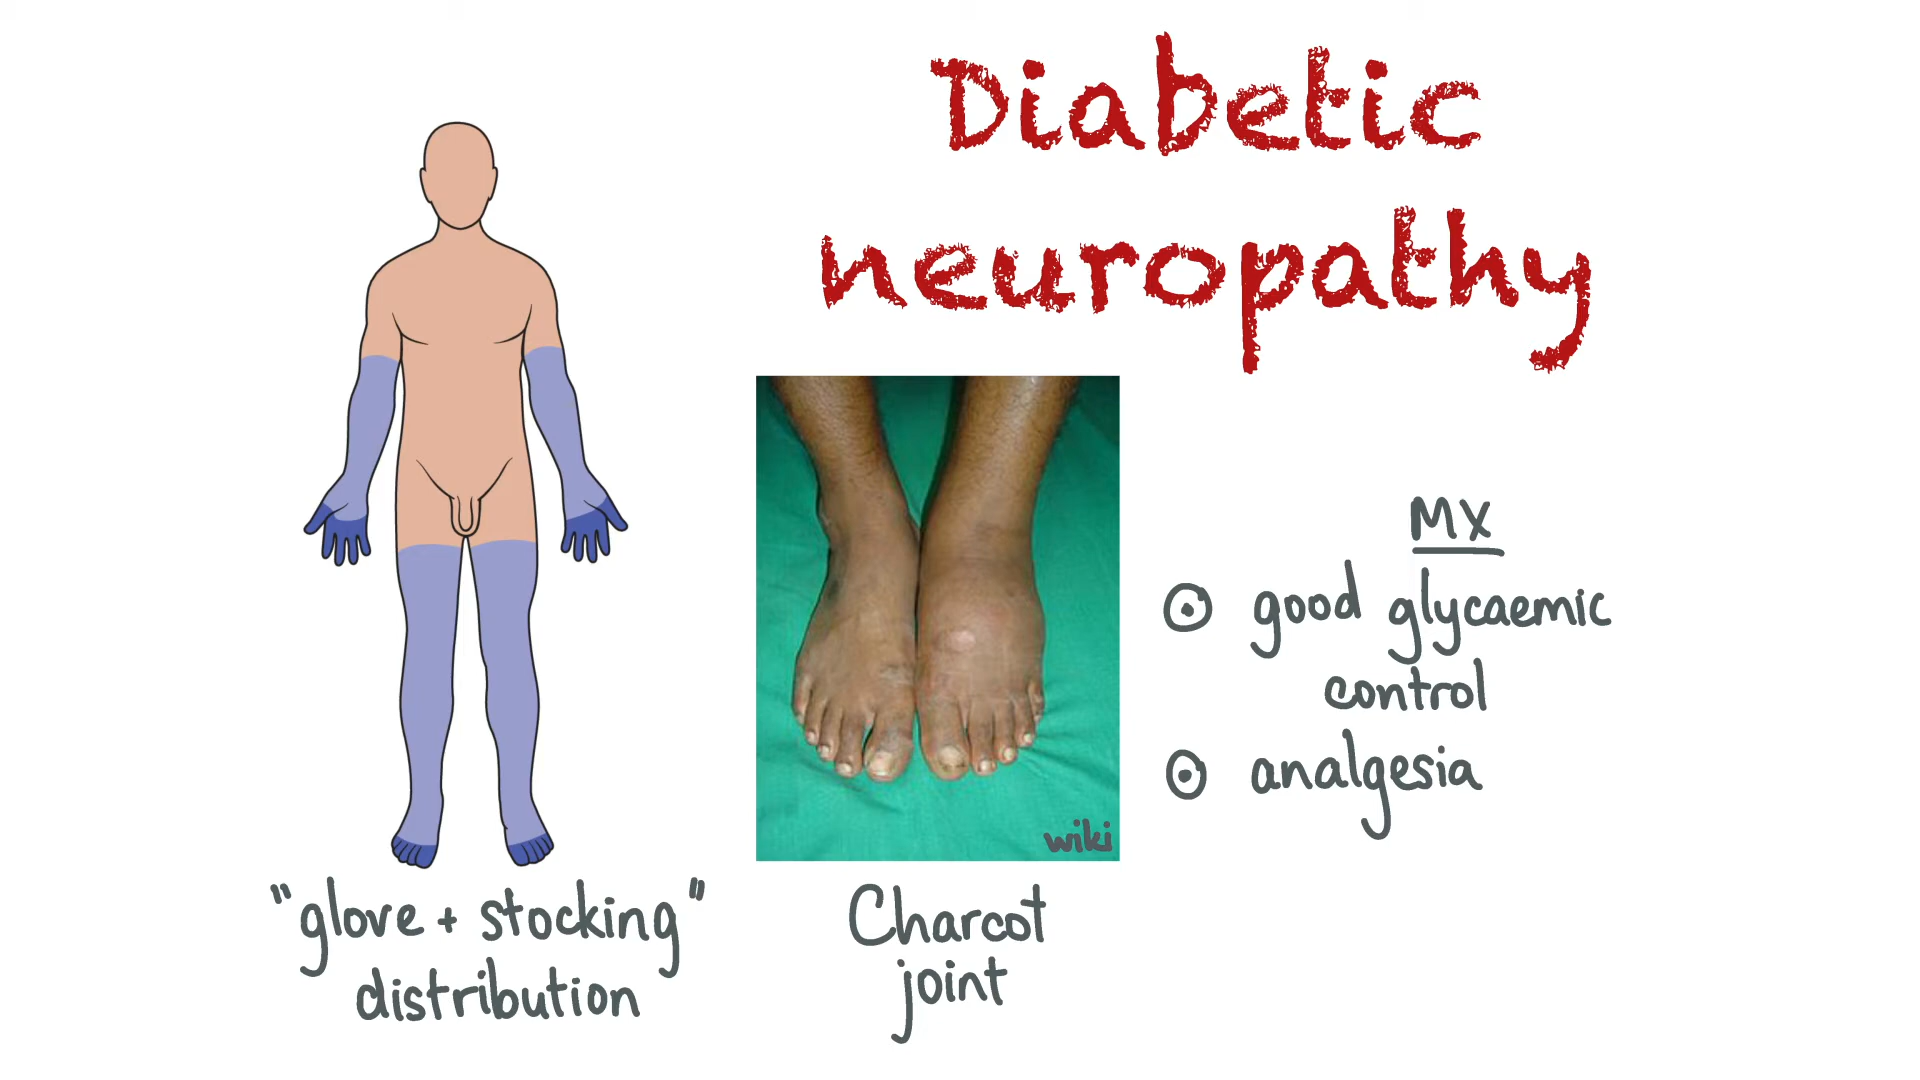 Diabetic
neuropathy
"glove + stocking"
distribution
wiki
Charcot
joint
Mx
⊙ good glycaemic
control
⊙ analgesia